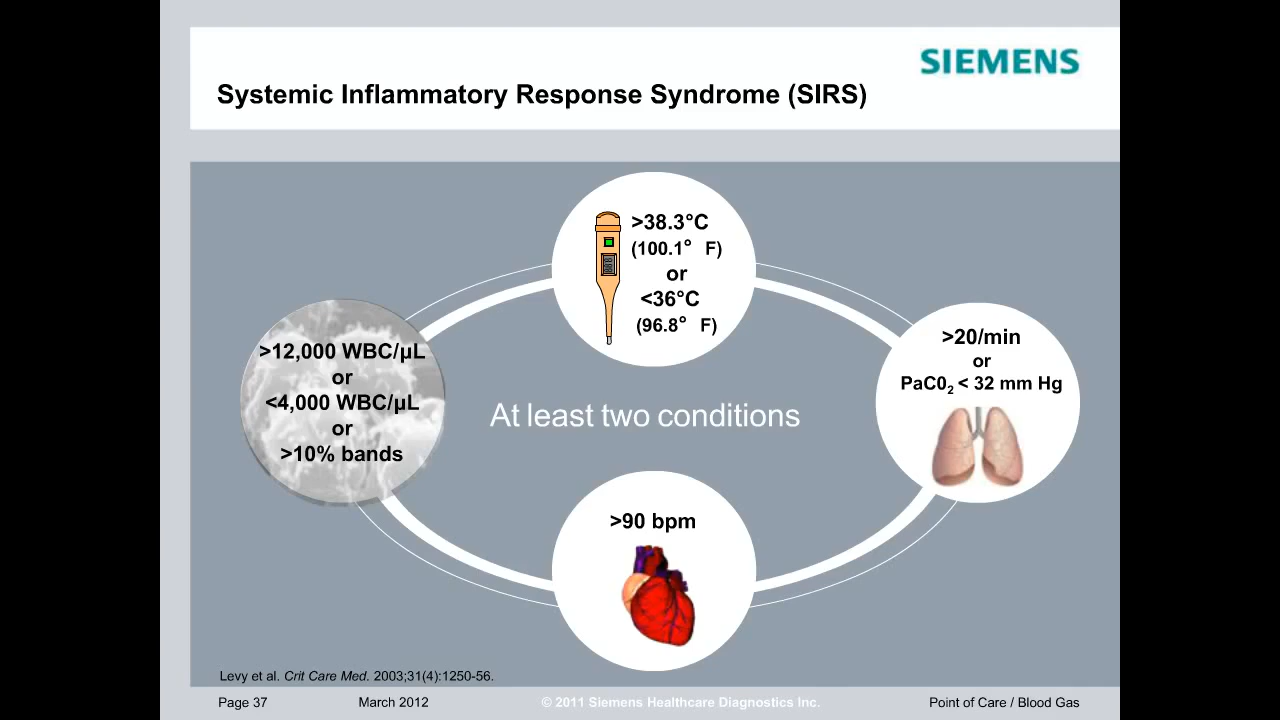 SIEMENS
Systemic Inflammatory Response Syndrome (SIRS)
>38.3°C
(100.1° F)
or
<36°C
(96.8° F)
>12,000 WBC/µL
or
<4,000 WBC/µL
or
>10% bands
At least two conditions
>20/min
or
PaC0₂ < 32 mm Hg
>90 bpm
Levy et al. Crit Care Med. 2003;31(4):1250-56.
Page 37 March 2012 © 2011 Siemens Healthcare Diagnostics Inc. Point of Care / Blood Gas